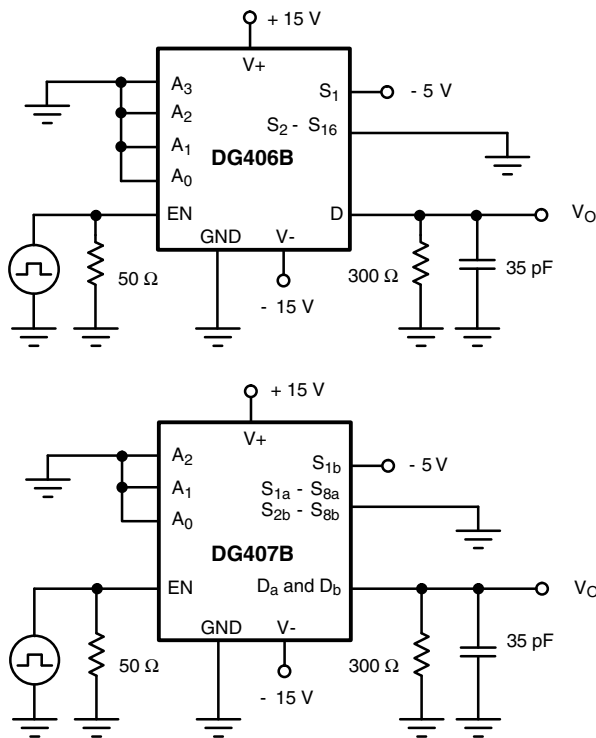 + 15 V
V+
A3
S1
- 5 V
A2
S2 - S16
A1
DG406B
A0
EN
D
VO
GND
V-
50 Ω
300 Ω
35 pF
- 15 V
+ 15 V
V+
A2
S1b
- 5 V
A1
S1a - S8a
A0
S2b - S8b
DG407B
EN
Da and Db
VO
GND
V-
50 Ω
300 Ω
35 pF
- 15 V